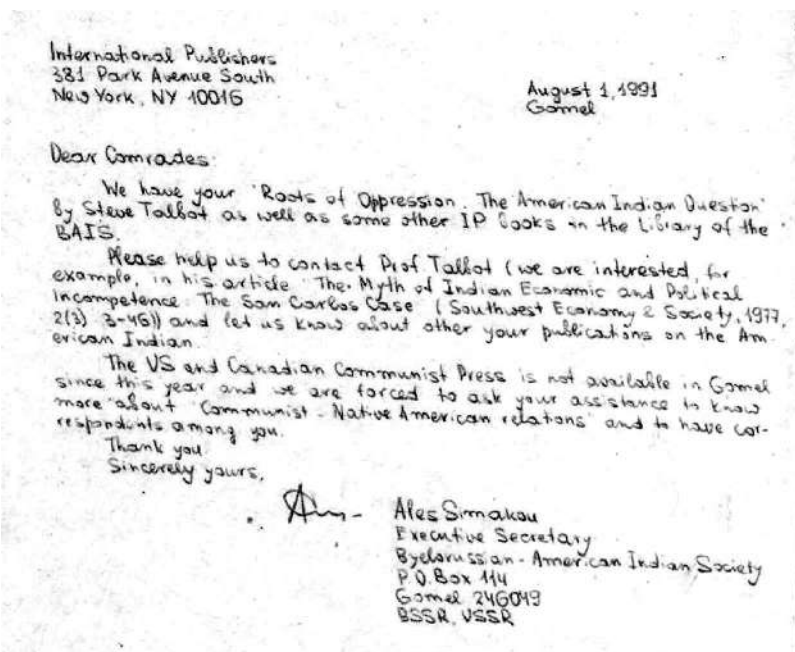 International Publishers
381 Park Avenue South
New York, NY 10016
August 1, 1991
Gomel
Dear Comrades:
We have your "Roots of Oppression. The American Indian Question"
by Steve Talbot as well as some other IP books in the Library of the
BAIS.
Please help us to contact Prof. Talbot (we are interested, for
example, in his article "The Myth of Indian Economic and Political
Incompetence: The San Carlos Case" (Southwest Economy & Society, 1977,
2(3) 3-46)) and let us know about other your publications on the Am-
erican Indian.
The US and Canadian Communist Press is not available in Gomel
since this year and we are forced to ask your assistance to know
more about "Communist - Native American relations" and to have cor-
respondents among you.
Thank you.
Sincerely yours,
Ales Simakou
Executive Secretary
Byelorussian-American Indian Society
P.O. Box 114
Gomel 246049
BSSR, USSR